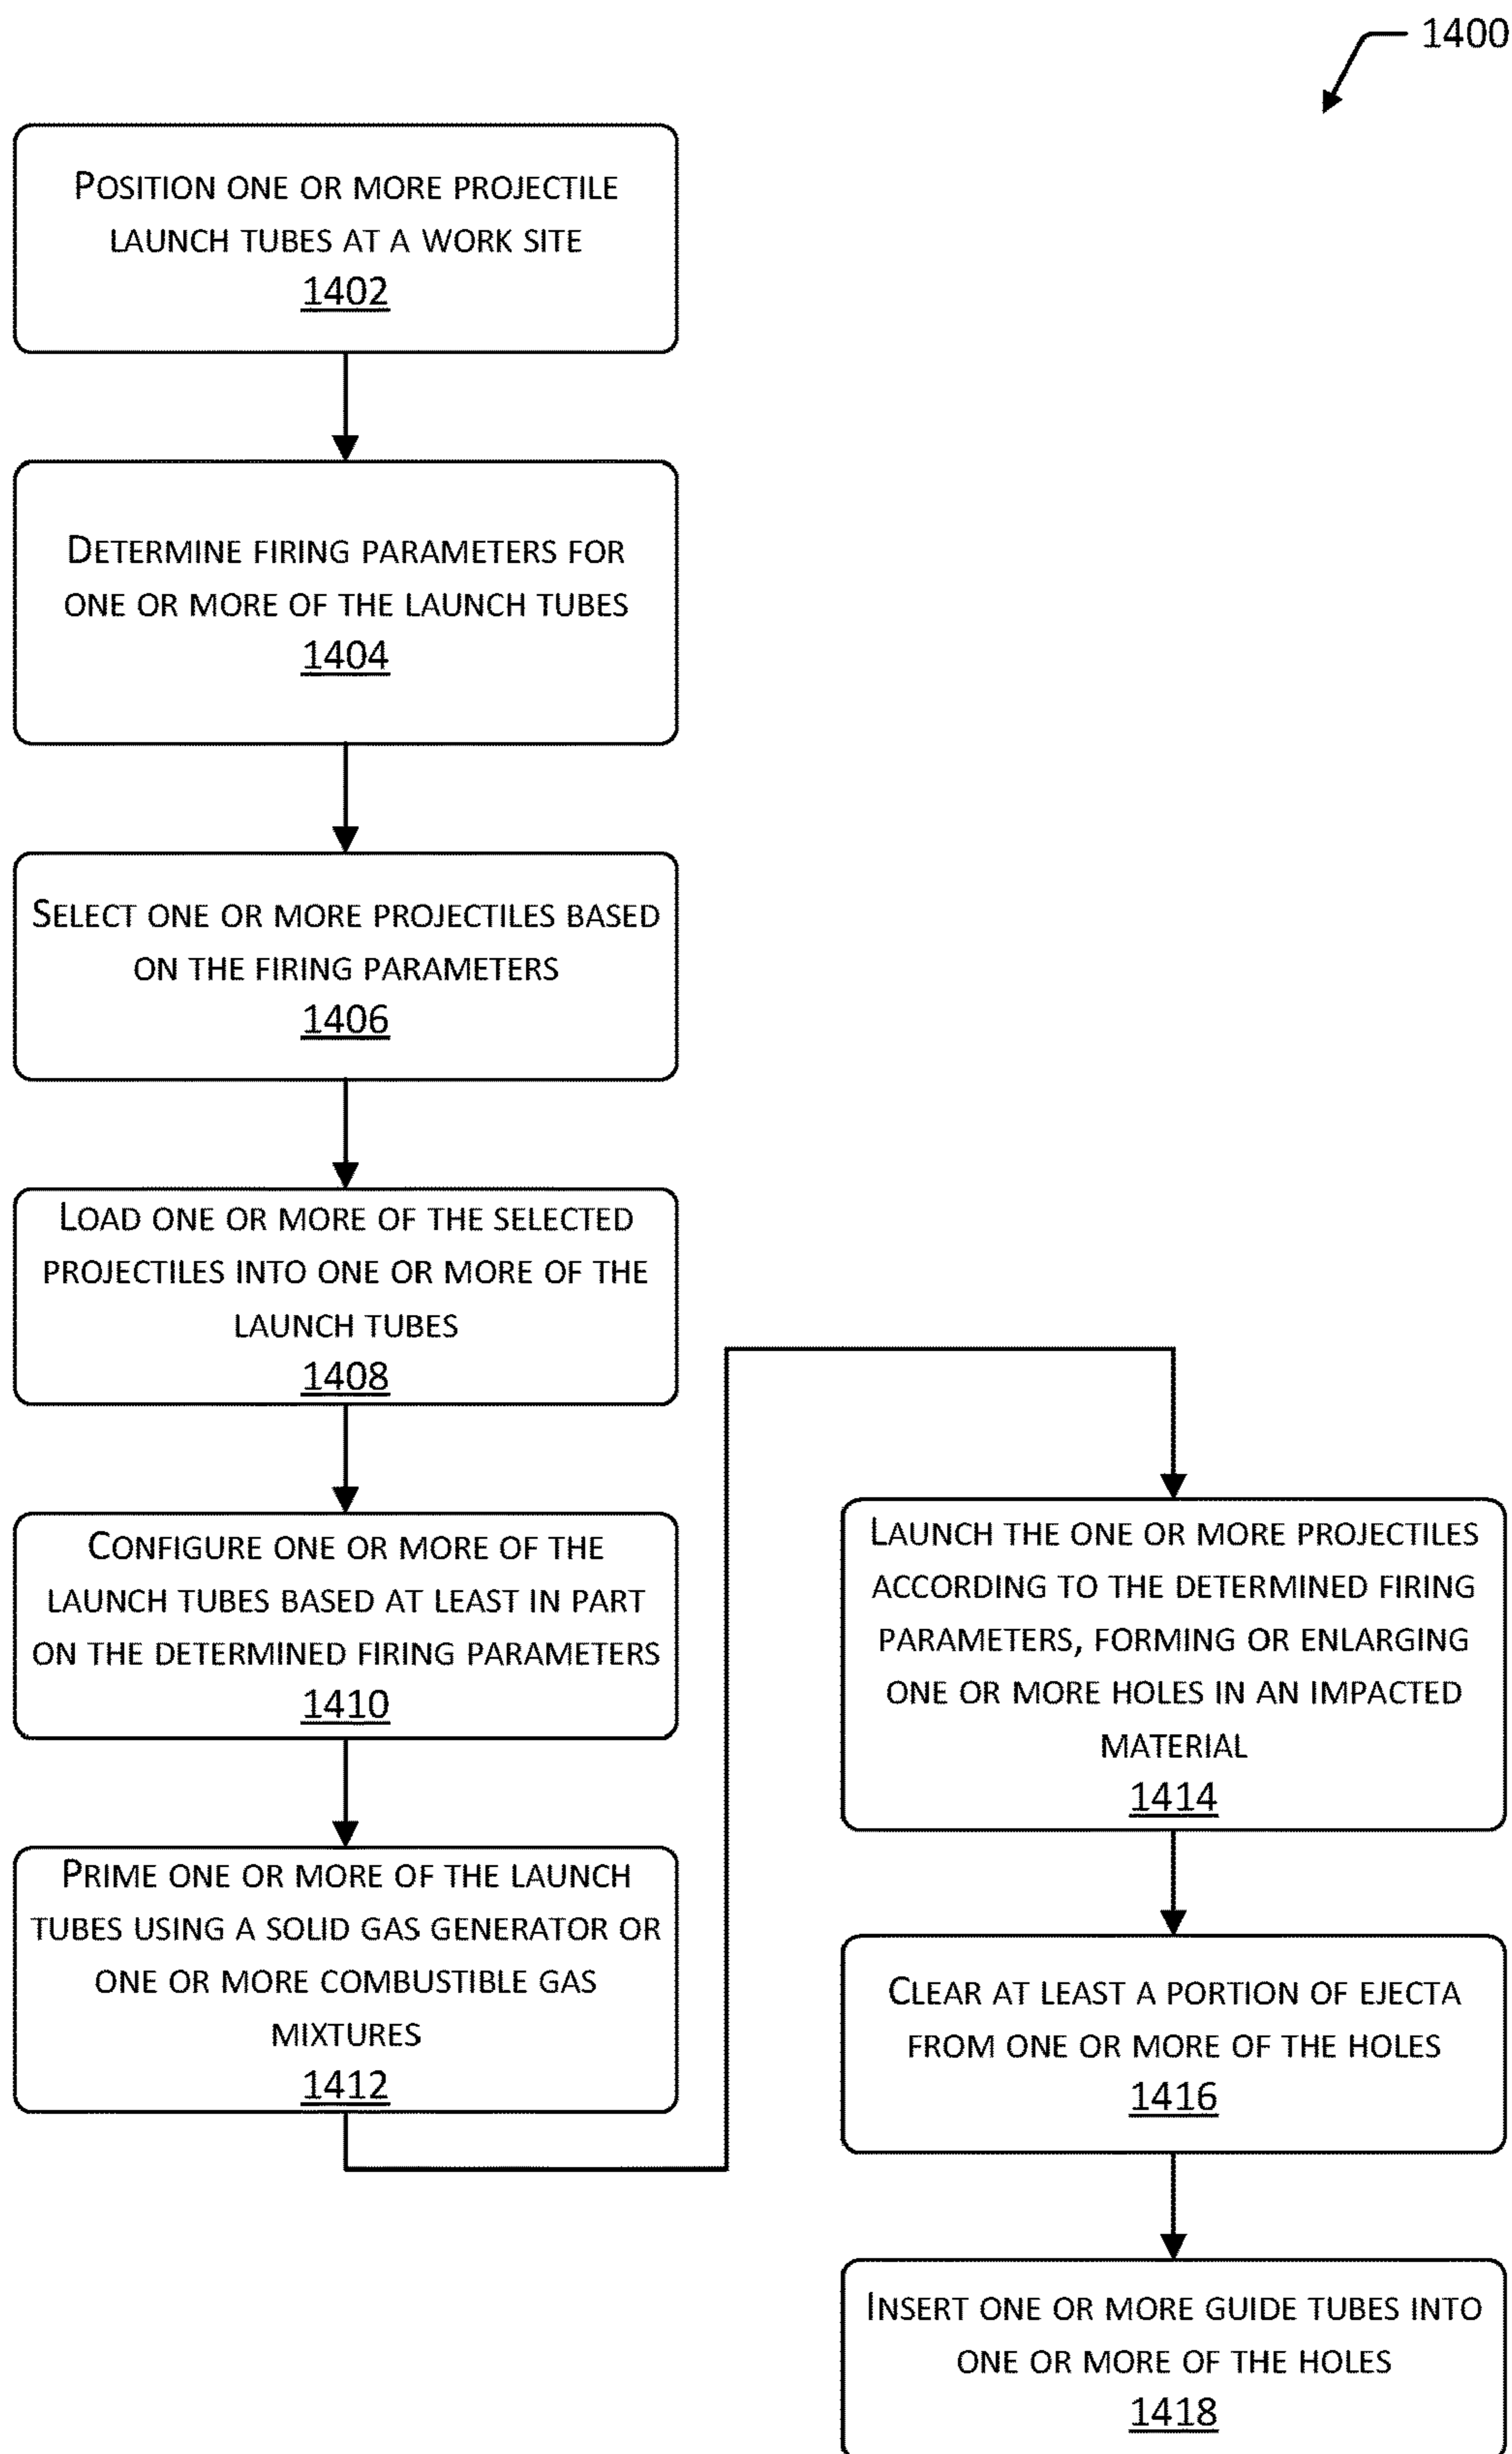 1400
POSITION ONE OR MORE PROJECTILE
LAUNCH TUBES AT A WORK SITE
1402
DETERMINE FIRING PARAMETERS FOR
ONE OR MORE OF THE LAUNCH TUBES
1404
SELECT ONE OR MORE PROJECTILES BASED
ON THE FIRING PARAMETERS
1406
LOAD ONE OR MORE OF THE SELECTED
PROJECTILES INTO ONE OR MORE OF THE
LAUNCH TUBES
1408
CONFIGURE ONE OR MORE OF THE
LAUNCH TUBES BASED AT LEAST IN PART
ON THE DETERMINED FIRING PARAMETERS
1410
PRIME ONE OR MORE OF THE LAUNCH
TUBES USING A SOLID GAS GENERATOR OR
ONE OR MORE COMBUSTIBLE GAS
MIXTURES
1412
LAUNCH THE ONE OR MORE PROJECTILES
ACCORDING TO THE DETERMINED FIRING
PARAMETERS, FORMING OR ENLARGING
ONE OR MORE HOLES IN AN IMPACTED
MATERIAL
1414
CLEAR AT LEAST A PORTION OF EJECTA
FROM ONE OR MORE OF THE HOLES
1416
INSERT ONE OR MORE GUIDE TUBES INTO
ONE OR MORE OF THE HOLES
1418